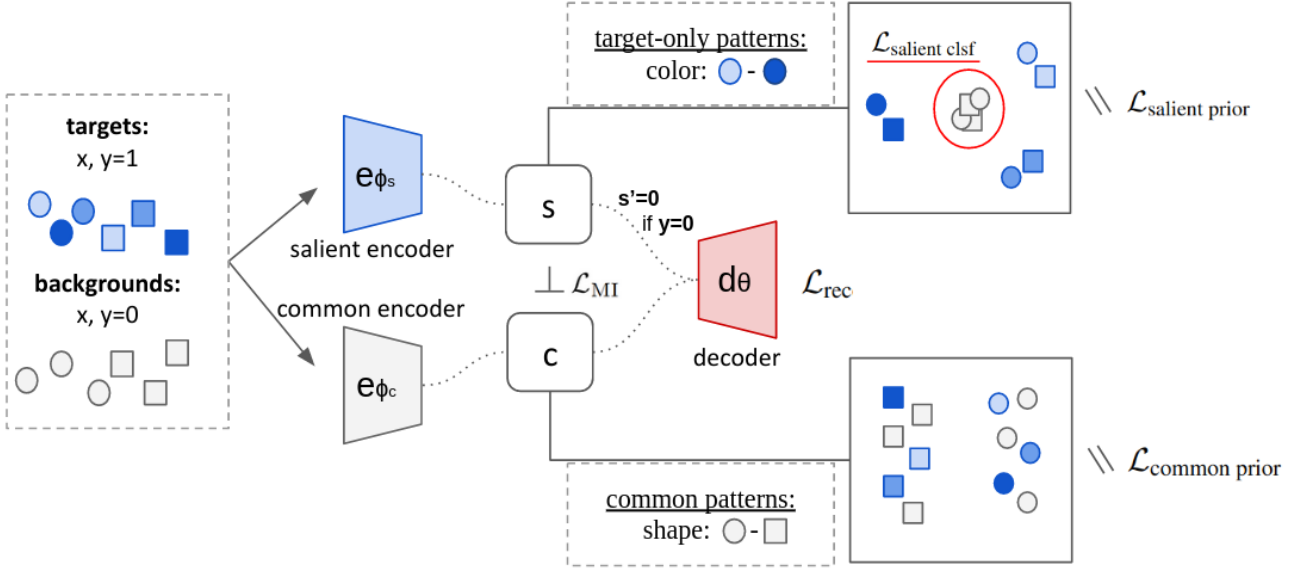 targets:
x, y=1
backgrounds:
x, y=0
eϕs
salient encoder
common encoder
eϕc
s
⊥ ℒMI
c
s'=0
if y=0
dθ
decoder
ℒrec
target-only patterns:
color: -
common patterns:
shape: -
ℒsalient clsf
\\ ℒsalient prior
\\ ℒcommon prior